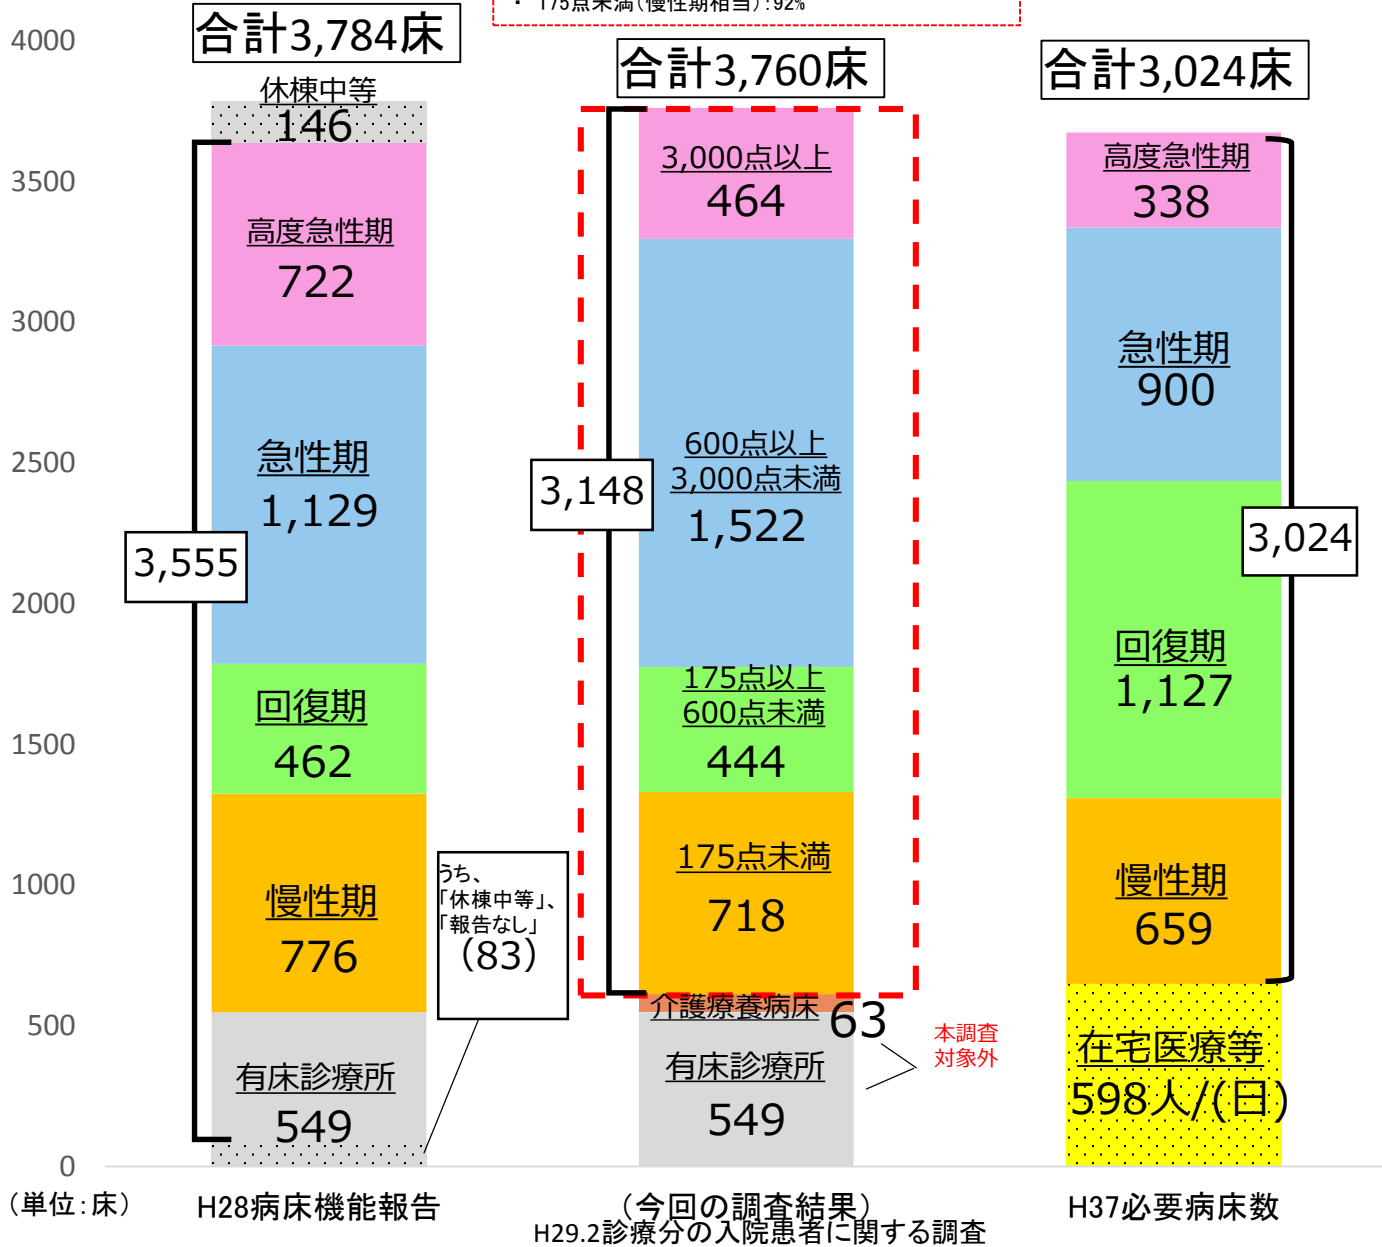 ・ 175点未満(慢性期相当):92%
合計3,784床
合計3,760床
合計3,024床
4000
3500
3000
2500
2000
1500
1000
500
0
(単位:床)
休棟中等
146
高度急性期
722
急性期
1,129
3,555
回復期
462
慢性期
776
有床診療所
549
うち、
「休棟中等」、
「報告なし」
(83)
H28病床機能報告
3,000点以上
464
600点以上
3,000点未満
1,522
3,148
175点以上
600点未満
444
175点未満
718
介護療養病床
63
有床診療所
549
本調査
対象外
(今回の調査結果)
H29.2診療分の入院患者に関する調査
高度急性期
338
急性期
900
3,024
回復期
1,127
慢性期
659
在宅医療等
598人/(日)
H37必要病床数